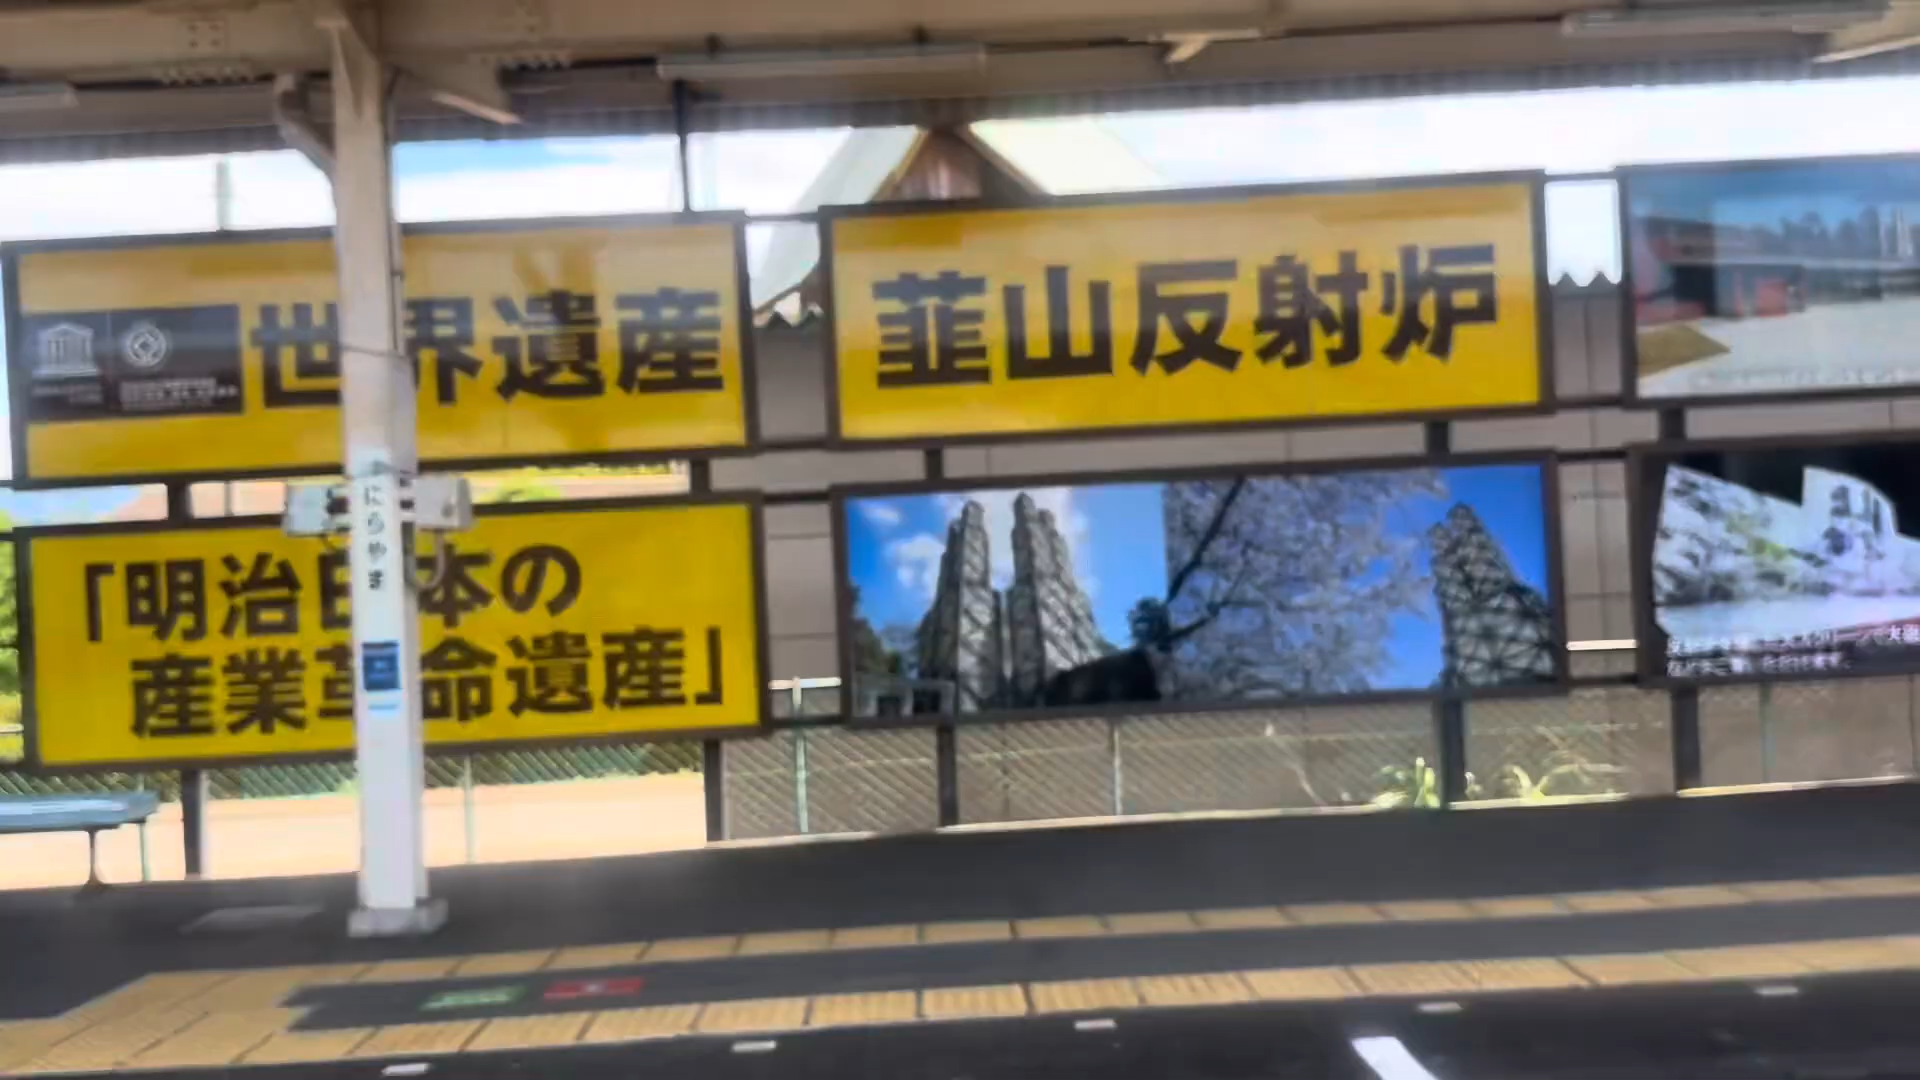 世界遺産
韮山反射炉
「明治日本の
産業革命遺産」
にらやま